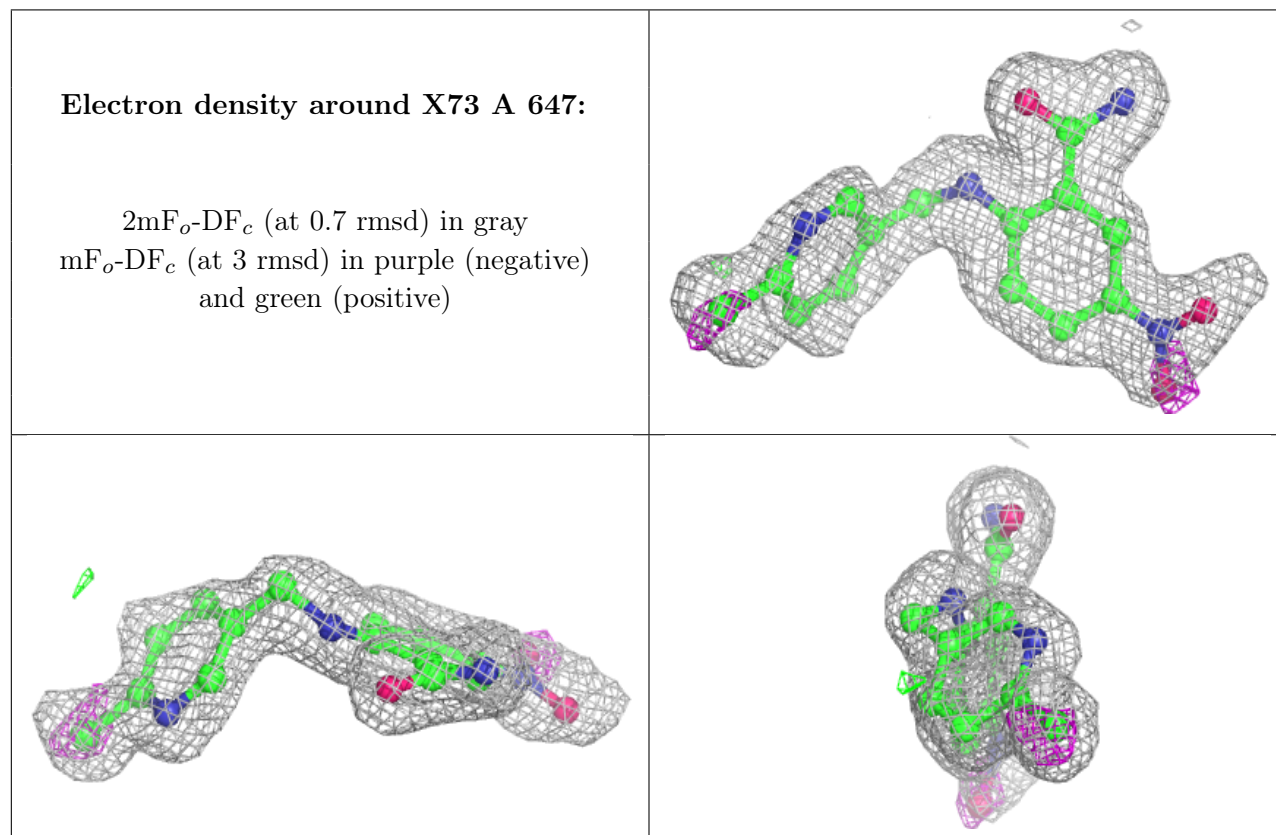 Electron density around X73 A 647:
2mFₒ-DF𝒸 (at 0.7 rmsd) in gray
mFₒ-DF𝒸 (at 3 rmsd) in purple (negative)
and green (positive)